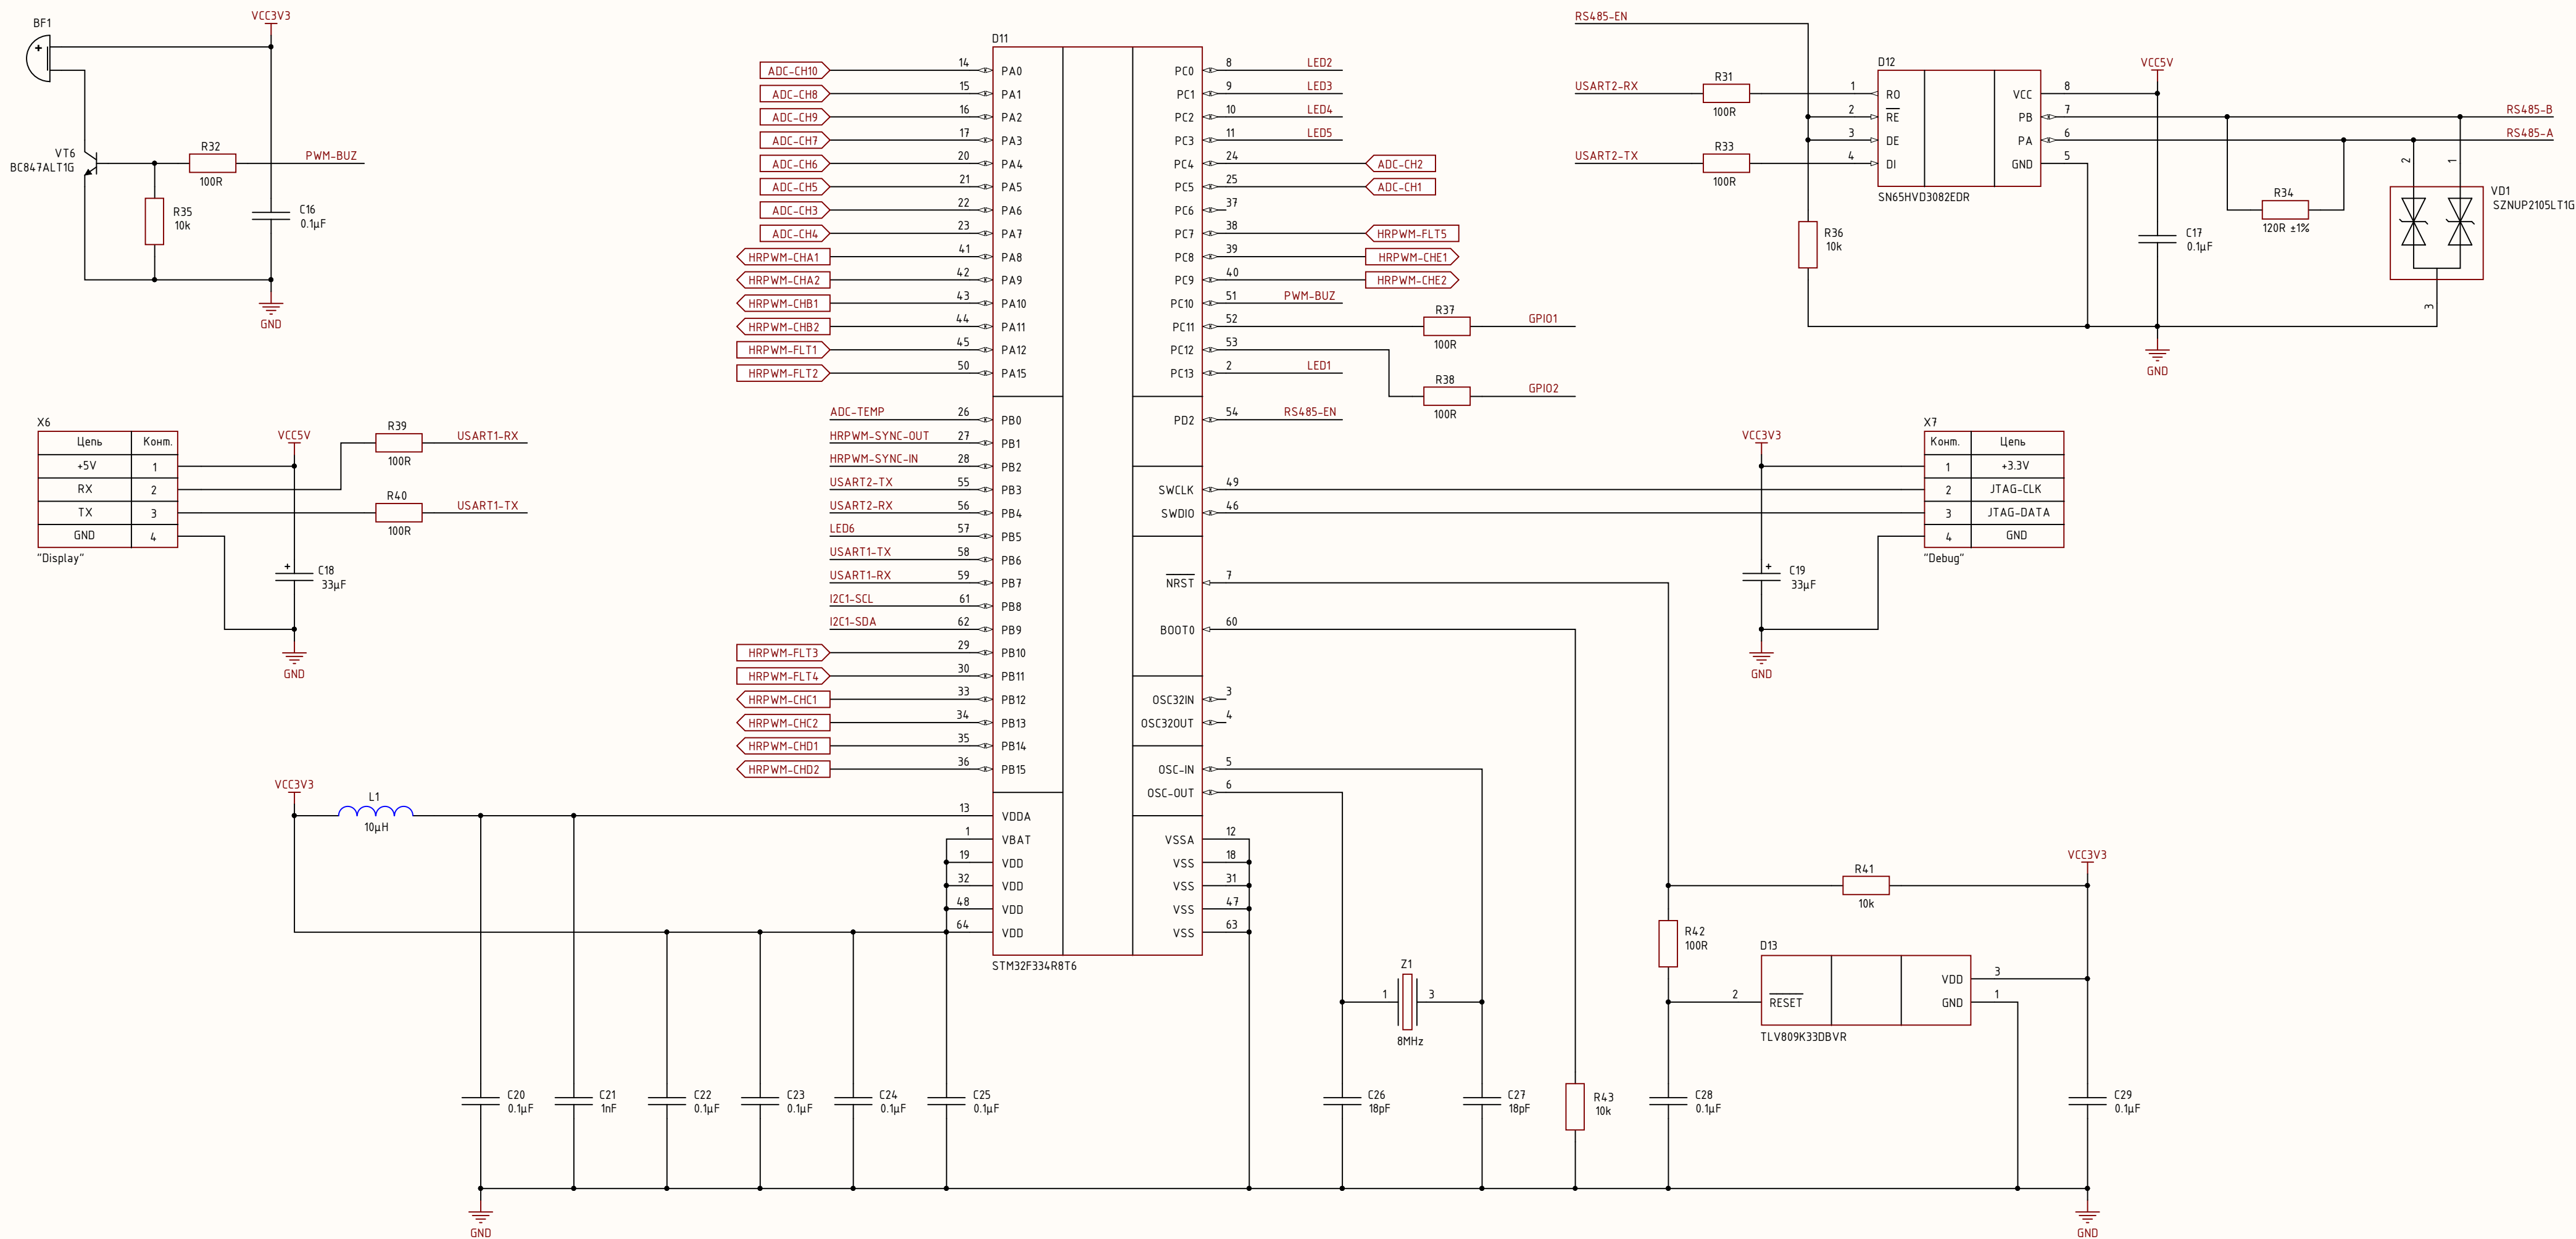 BF1
+
VCC3V3
VT6
BC847ALT1G
R32
100R
PWM-BUZ
R35
10k
C16
0.1µF
GND
X6
Цепь
Конт.
+5V
1
RX
2
TX
3
GND
4
"Display"
VCC5V
R39
100R
USART1-RX
R40
100R
USART1-TX
+
C18
33µF
GND
D11
ADC-CH10
14
PA0
ADC-CH8
15
PA1
ADC-CH9
16
PA2
ADC-CH7
17
PA3
ADC-CH6
20
PA4
ADC-CH5
21
PA5
ADC-CH3
22
PA6
ADC-CH4
23
PA7
HRPWM-CHA1
41
PA8
HRPWM-CHA2
42
PA9
HRPWM-CHB1
43
PA10
HRPWM-CHB2
44
PA11
HRPWM-FLT1
45
PA12
HRPWM-FLT2
50
PA15
ADC-TEMP
26
PB0
HRPWM-SYNC-OUT
27
PB1
HRPWM-SYNC-IN
28
PB2
USART2-TX
55
PB3
USART2-RX
56
PB4
LED6
57
PB5
USART1-TX
58
PB6
USART1-RX
59
PB7
I2C1-SCL
61
PB8
I2C1-SDA
62
PB9
HRPWM-FLT3
29
PB10
HRPWM-FLT4
30
PB11
HRPWM-CHC1
33
PB12
HRPWM-CHC2
34
PB13
HRPWM-CHD1
35
PB14
HRPWM-CHD2
36
PB15
13
VDDA
1
VBAT
19
VDD
32
VDD
48
VDD
64
VDD
STM32F334R8T6
PC0
8
LED2
PC1
9
LED3
PC2
10
LED4
PC3
11
LED5
PC4
24
ADC-CH2
PC5
25
ADC-CH1
PC6
37
PC7
38
HRPWM-FLT5
PC8
39
HRPWM-CHE1
PC9
40
HRPWM-CHE2
PC10
51
PWM-BUZ
PC11
52
R37
100R
GPIO1
PC12
53
R38
100R
GPIO2
PC13
2
LED1
PD2
54
RS485-EN
SWCLK
49
SWDIO
46
NRST
7
BOOT0
60
OSC32IN
3
OSC32OUT
4
OSC-IN
5
OSC-OUT
6
VSSA
12
VSS
18
VSS
31
VSS
47
VSS
63
RS485-EN
USART2-RX
R31
100R
USART2-TX
R33
100R
R36
10k
D12
1
RO
2
RE
3
DE
4
DI
VCC
8
PB
7
PA
6
GND
5
SN65HVD3082EDR
VCC5V
C17
0.1µF
GND
RS485-B
RS485-A
R34
120R ±1%
2
1
3
VD1
SZNUP2105LT1G
VCC3V3
+
C19
33µF
GND
X7
Конт.
Цепь
1
+3.3V
2
JTAG-CLK
3
JTAG-DATA
4
GND
"Debug"
VCC3V3
L1
10µH
C20
0.1µF
C21
1nF
C22
0.1µF
C23
0.1µF
C24
0.1µF
C25
0.1µF
GND
Z1
1
3
8MHz
C26
18pF
C27
18pF
R43
10k
R41
10k
R42
100R
C28
0.1µF
D13
2
RESET
VDD
3
GND
1
TLV809K33DBVR
VCC3V3
C29
0.1µF
GND